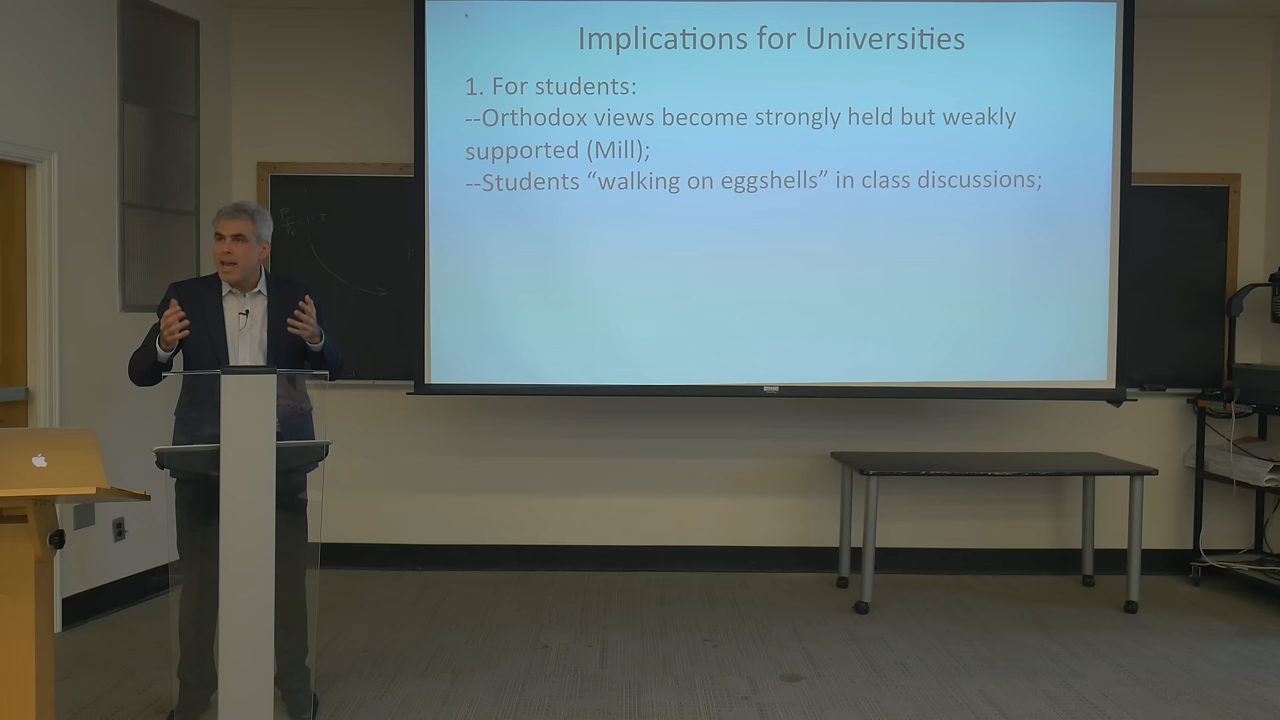 Implications for Universities
1. For students:
--Orthodox views become strongly held but weakly
supported (Mill);
--Students “walking on eggshells” in class discussions;